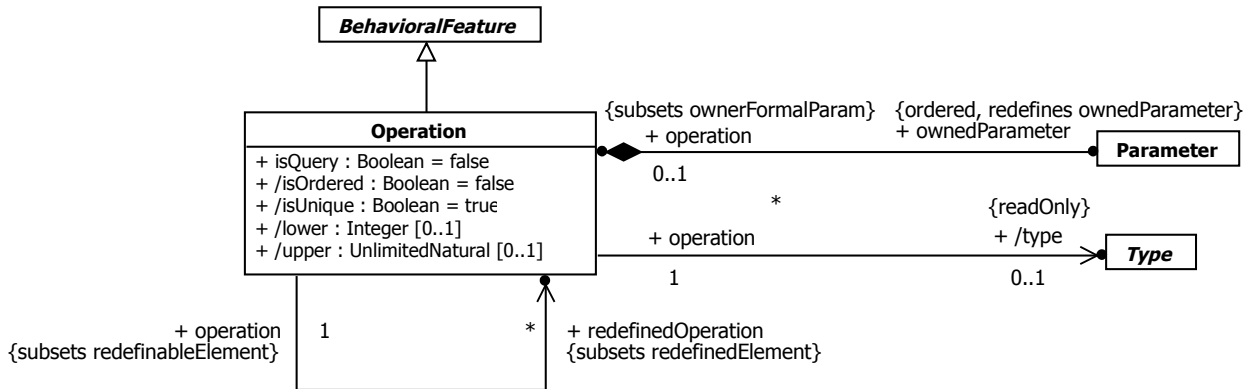 BehavioralFeature
{subsets ownerFormalParam}
{ordered, redefines ownedParameter}
Operation
+ operation
+ ownedParameter
Parameter
+ isQuery : Boolean = false
+ /isOrdered : Boolean = false
+ /isUnique : Boolean = true
+ /lower : Integer [0..1]
+ /upper : UnlimitedNatural [0..1]
0..1
*
{readOnly}
+ operation
+ /type
Type
1
0..1
+ operation
1
*
+ redefinedOperation
{subsets redefinableElement}
{subsets redefinedElement}